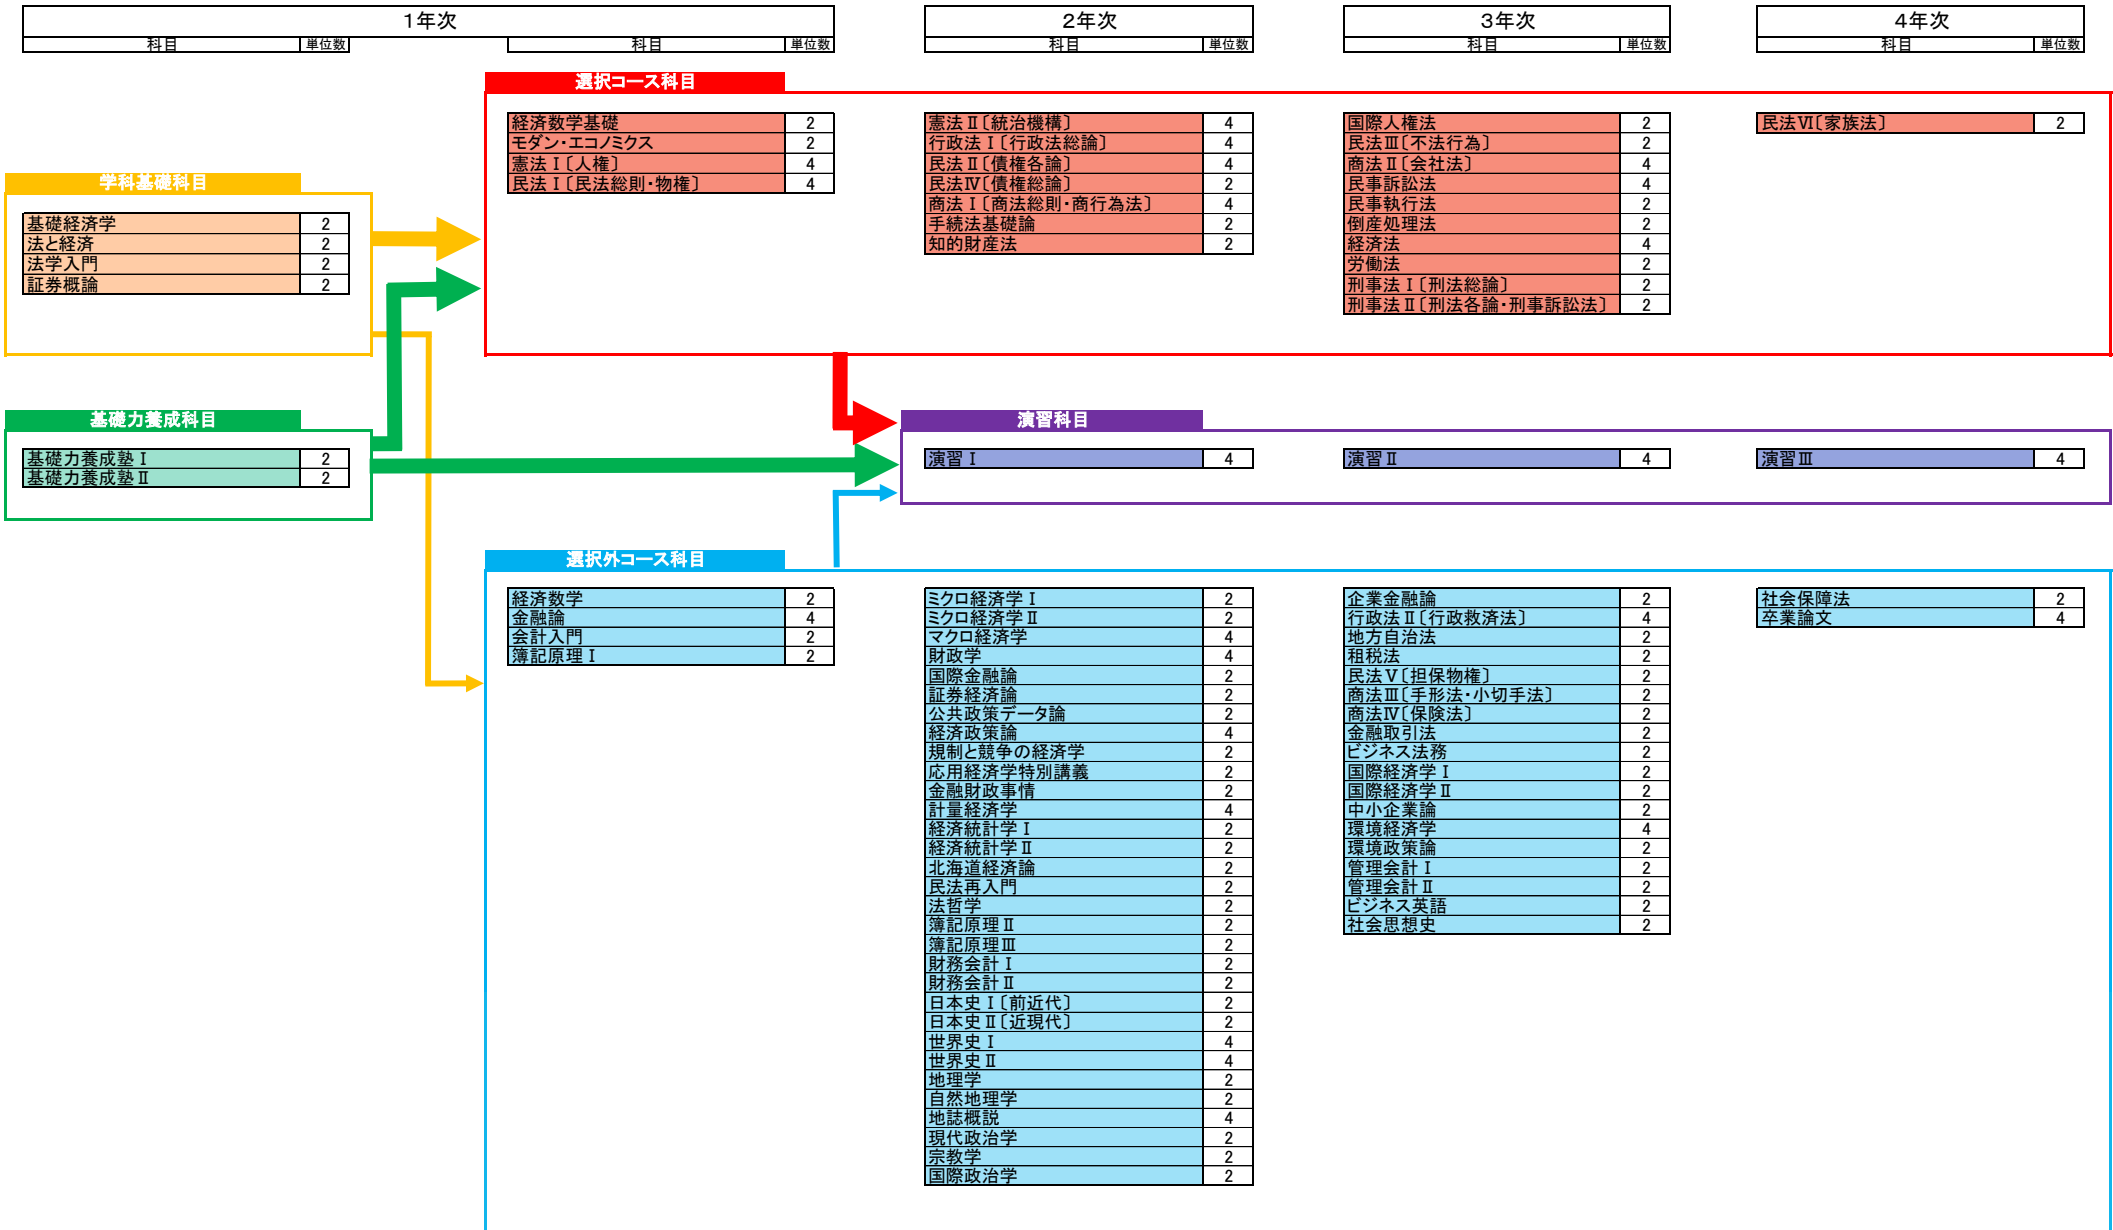 1年次
2年次
3年次
4年次
科目 単位数
科目 単位数
科目 単位数
科目 単位数
科目 単位数
選択コース科目
経済数学基礎 2
モダン・エコノミクス 2
憲法Ⅰ〔人権〕 4
民法Ⅰ〔民法総則・物権〕 4
憲法Ⅱ〔統治機構〕 4
行政法Ⅰ〔行政法総論〕 4
民法Ⅱ〔債権各論〕 4
民法Ⅳ〔債権総論〕 2
商法Ⅰ〔商法総則・商行為法〕 4
手続法基礎論 2
知的財産法 2
国際人権法 2
民法Ⅲ〔不法行為〕 2
商法Ⅱ〔会社法〕 4
民事訴訟法 4
民事執行法 2
倒産処理法 2
経済法 4
労働法 2
刑事法Ⅰ〔刑法総論〕 2
刑事法Ⅱ〔刑法各論・刑事訴訟法〕 2
民法Ⅵ〔家族法〕 2
学科基礎科目
基礎経済学 2
法と経済 2
法学入門 2
証券概論 2
基礎力養成科目
基礎力養成塾Ⅰ 2
基礎力養成塾Ⅱ 2
演習科目
演習Ⅰ 4
演習Ⅱ 4
演習Ⅲ 4
選択外コース科目
経済数学 2
金融論 4
会計入門 2
簿記原理Ⅰ 2
ミクロ経済学Ⅰ 2
ミクロ経済学Ⅱ 2
マクロ経済学 4
財政学 4
国際金融論 2
証券経済論 2
公共政策データ論 2
経済政策論 4
規制と競争の経済学 2
応用経済学特別講義 2
金融財政事情 2
計量経済学 4
経済統計学Ⅰ 2
経済統計学Ⅱ 2
北海道経済論 2
民法再入門 2
法哲学 2
簿記原理Ⅱ 2
簿記原理Ⅲ 2
財務会計Ⅰ 2
財務会計Ⅱ 2
日本史Ⅰ〔前近代〕 2
日本史Ⅱ〔近現代〕 2
世界史Ⅰ 4
世界史Ⅱ 4
地理学 2
自然地理学 2
地誌概説 4
現代政治学 2
宗教学 2
国際政治学 2
企業金融論 2
行政法Ⅱ〔行政救済法〕 4
地方自治法 2
租税法 2
民法Ⅴ〔担保物権〕 2
商法Ⅲ〔手形法・小切手法〕 2
商法Ⅳ〔保険法〕 2
金融取引法 2
ビジネス法務 2
国際経済学Ⅰ 2
国際経済学Ⅱ 2
中小企業論 2
環境経済学 4
環境政策論 2
管理会計Ⅰ 2
管理会計Ⅱ 2
ビジネス英語 2
社会思想史 2
社会保障法 2
卒業論文 4